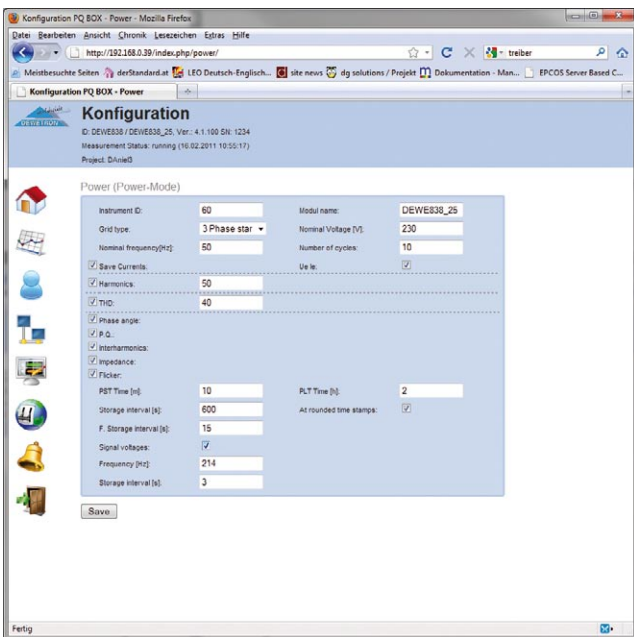 Konfiguration PQ BOX - Power - Mozilla Firefox
Datei Bearbeiten Ansicht Chronik Lesezeichen Extras Hilfe
http://192.168.0.39/index.php/power/ treiber
Meistbesuchte Seiten derStandard.at LEO Deutsch-Englisch... site news dg solutions / Projekt Dokumentation - Man... EPCOS Server Based C...
Konfiguration PQ BOX - Power
DEWETRON
Konfiguration
ID: DEWE838 / DEWE838_25, Ver.: 4.1.100 SN: 1234
Measurement Status: running (16.02.2011 10:55:17)
Project: DAniel3
Power (Power-Mode)
Instrument ID: 60 Modul name: DEWE838_25
Grid type: 3 Phase star Nominal Voltage [V]: 230
Nominal frequency[Hz]: 50 Number of cycles: 10
Save Currents: Ue Ie:
Harmonics: 50
THD: 40
Phase angle:
P,Q..
Interharmonics:
Impedance:
Flicker:
PST Time [m]: 10 PLT Time [h]: 2
Storage interval [s]: 600 At rounded time stamps:
F. Storage interval [s]: 15
Signal voltages:
Frequency [Hz]: 214
Storage interval [s]: 3
Save
Fertig